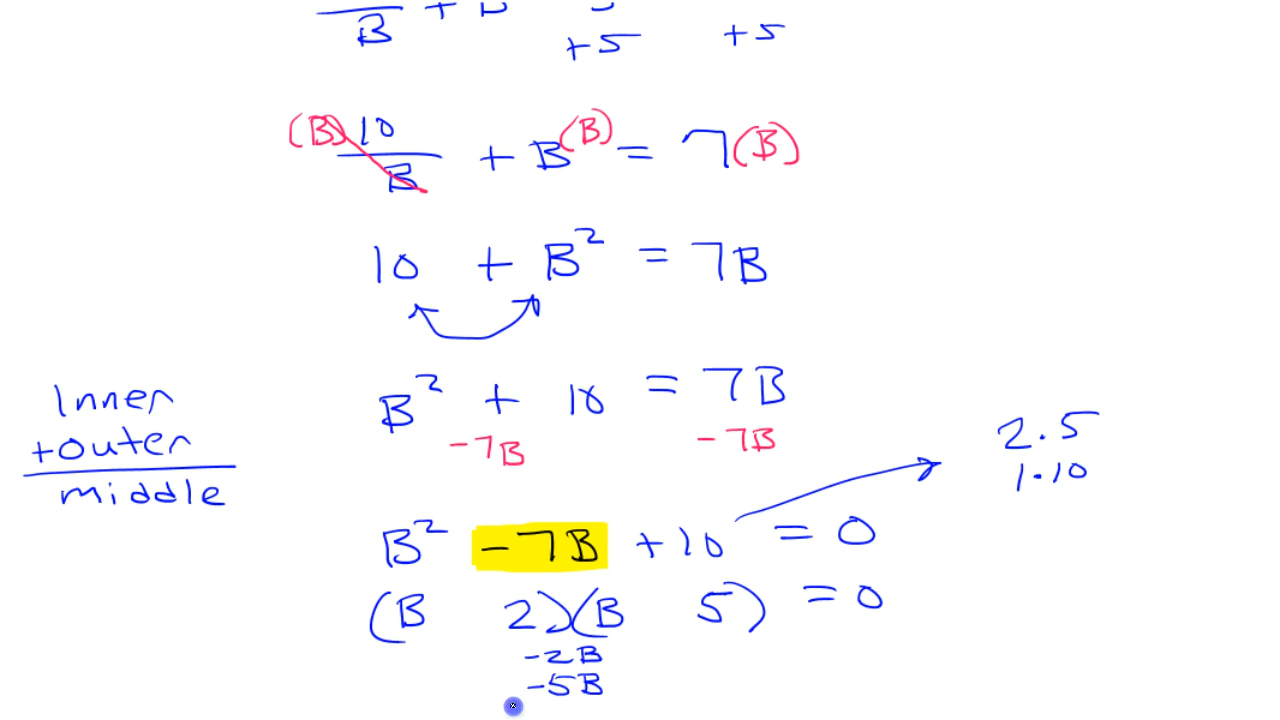 B + B 5
+5 +5
(B) 10 / B + B (B) = 7 (B)
10 + B² = 7B
B² + 10 = 7B
-7B -7B
Inner
+outer
middle
2.5
1.10
B² -7B +10 = 0
(B 2)(B 5) = 0
-2B
-5B